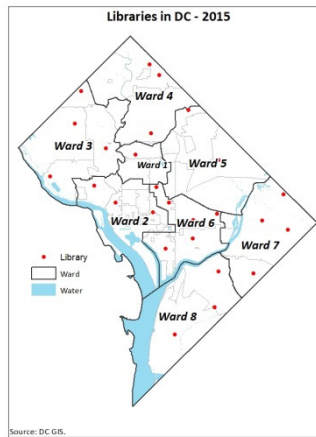 Libraries in DC - 2015
Ward 4
Ward 3
Ward 1
Ward 5
Ward 2
Ward 6
Ward 7
Library
Ward
Water
Ward 8
Source: DC GIS.